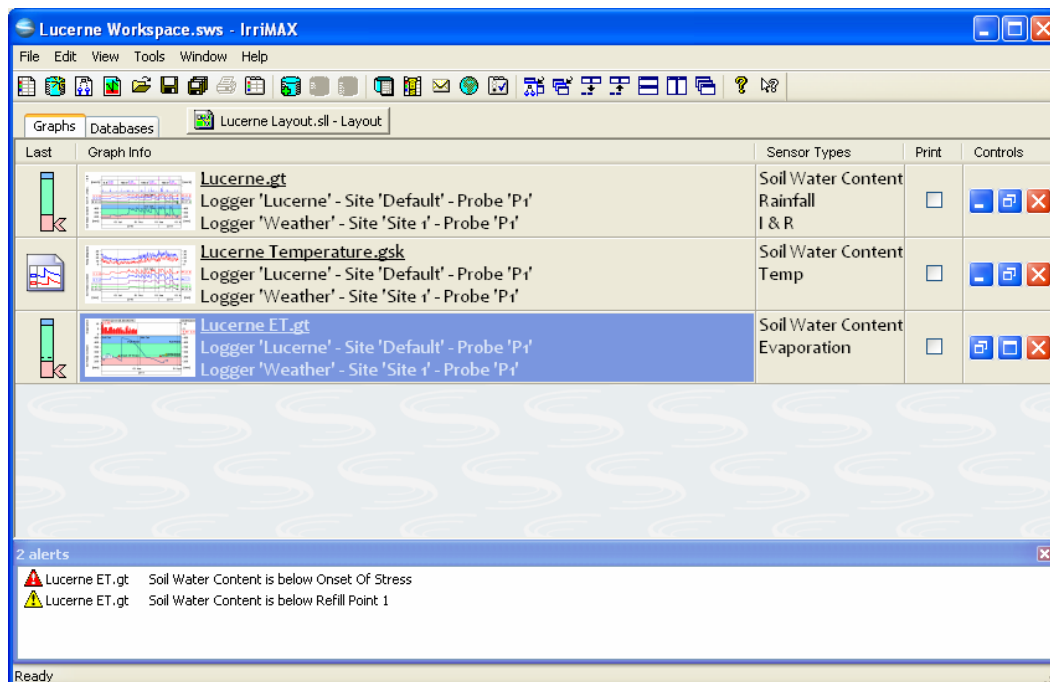 Lucerne Workspace.sws - IrriMAX
File Edit View Tools Window Help
Graphs Databases Lucerne Layout.sll - Layout
Last Graph Info Sensor Types Print Controls
Lucerne.gt Soil Water Content
Logger 'Lucerne' - Site 'Default' - Probe 'P1' Rainfall
Logger 'Weather' - Site 'Site 1' - Probe 'P1' I & R
Lucerne Temperature.gsk Soil Water Content
Logger 'Lucerne' - Site 'Default' - Probe 'P1' Temp
Logger 'Weather' - Site 'Site 1' - Probe 'P1'
Lucerne ET.gt Soil Water Content
Logger 'Lucerne' - Site 'Default' - Probe 'P1' Evaporation
Logger 'Weather' - Site 'Site 1' - Probe 'P1'
2 alerts
Lucerne ET.gt Soil Water Content is below Onset Of Stress
Lucerne ET.gt Soil Water Content is below Refill Point 1
Ready